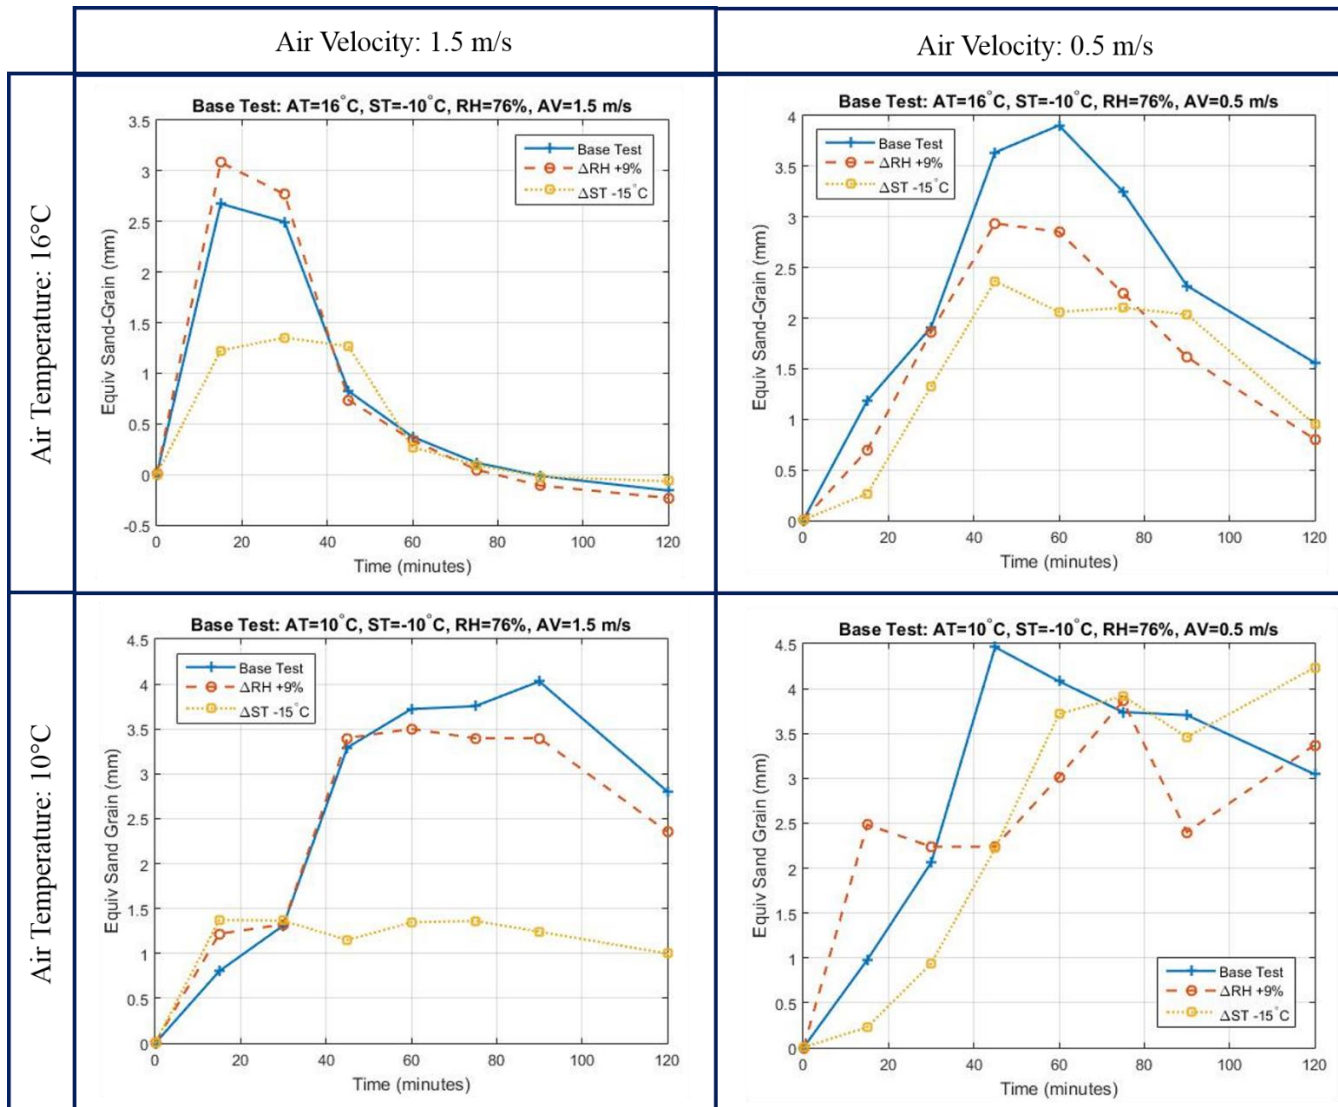 Air Velocity: 1.5 m/s
Air Velocity: 0.5 m/s
Air Temperature: 16°C
Base Test: AT=16°C, ST=-10°C, RH=76%, AV=1.5 m/s
Equiv Sand-Grain (mm)
3.5
3
2.5
2
1.5
1
0.5
0
-0.5
Base Test
ΔRH +9%
ΔST -15°C
0
20
40
60
80
100
120
Time (minutes)
Base Test: AT=16°C, ST=-10°C, RH=76%, AV=0.5 m/s
Equiv Sand-Grain (mm)
4
3.5
3
2.5
2
1.5
1
0.5
0
Base Test
ΔRH +9%
ΔST -15°C
0
20
40
60
80
100
120
Time (minutes)
Air Temperature: 10°C
Base Test: AT=10°C, ST=-10°C, RH=76%, AV=1.5 m/s
Equiv Sand Grain (mm)
4.5
4
3.5
3
2.5
2
1.5
1
0.5
0
Base Test
ΔRH +9%
ΔST -15°C
0
20
40
60
80
100
120
Time (minutes)
Base Test: AT=10°C, ST=-10°C, RH=76%, AV=0.5 m/s
Equiv Sand Grain (mm)
4.5
4
3.5
3
2.5
2
1.5
1
0.5
0
Base Test
ΔRH +9%
ΔST -15°C
0
20
40
60
80
100
120
Time (minutes)